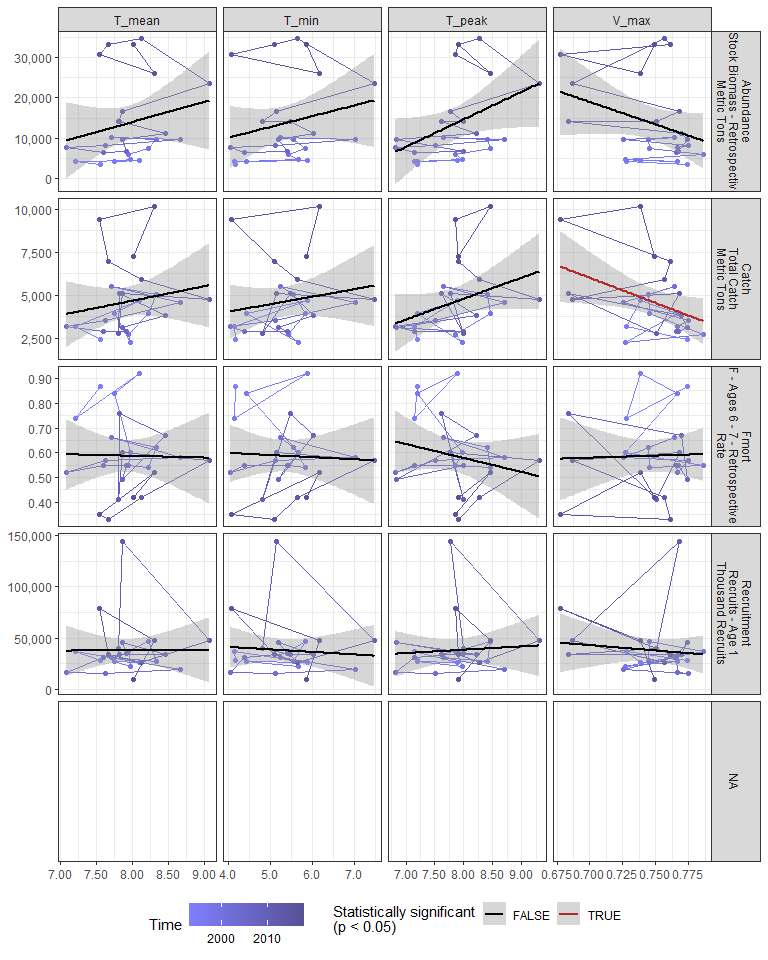 T_mean T_min T_peak V_max
30,000
20,000
10,000
0
Abundance
Stock Biomass - Retrospectiv
Metric Tons
10,000
7,500
5,000
2,500
Catch
Total Catch
Metric Tons
0.90
0.80
0.70
0.60
0.50
0.40
Fmort
F - Ages 6 - 7 - Retrospective
Rate
150,000
100,000
50,000
0
Recruitment
Recruits - Age 1
Thousand Recruits
NA
7.00 7.50 8.00 8.50 9.00 4.0 5.0 6.0 7.0 7.00 7.50 8.00 8.50 9.00 0.675 0.700 0.725 0.750 0.775
Time
2000 2010
Statistically significant
(p < 0.05)
FALSE TRUE